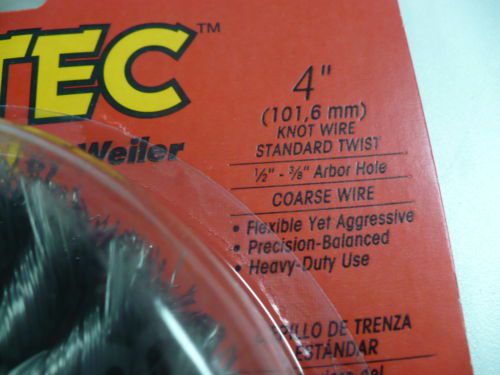 TEC™
Weiler
4"
(101,6 mm)
KNOT WIRE
STANDARD TWIST
½" - ⅜" Arbor Hole
COARSE WIRE
• Flexible Yet Aggressive
• Precision-Balanced
• Heavy-Duty Use
DE TRENZA
ESTÁNDAR